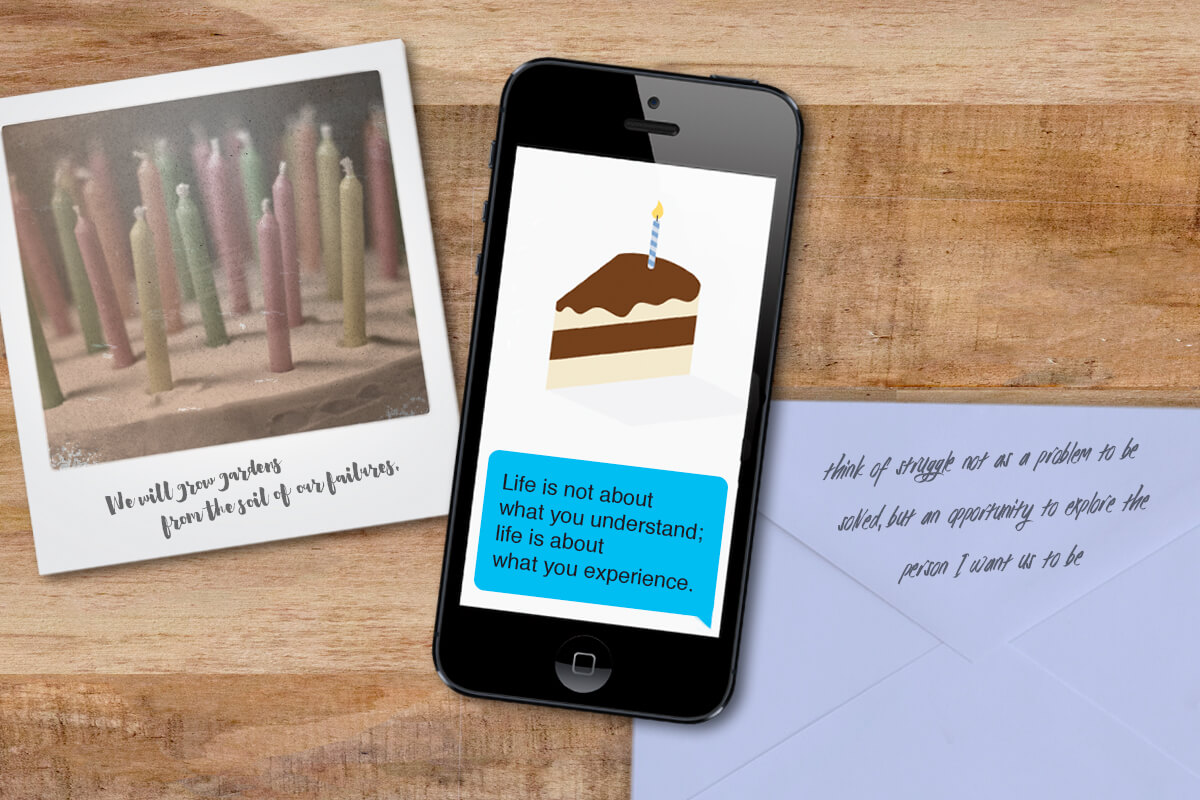 We will grow gardens
from the soil of our failures.
Life is not about
what you understand;
life is about
what you experience.
think of struggle not as a problem to be
solved, but an opportunity to explore the
person I want us to be